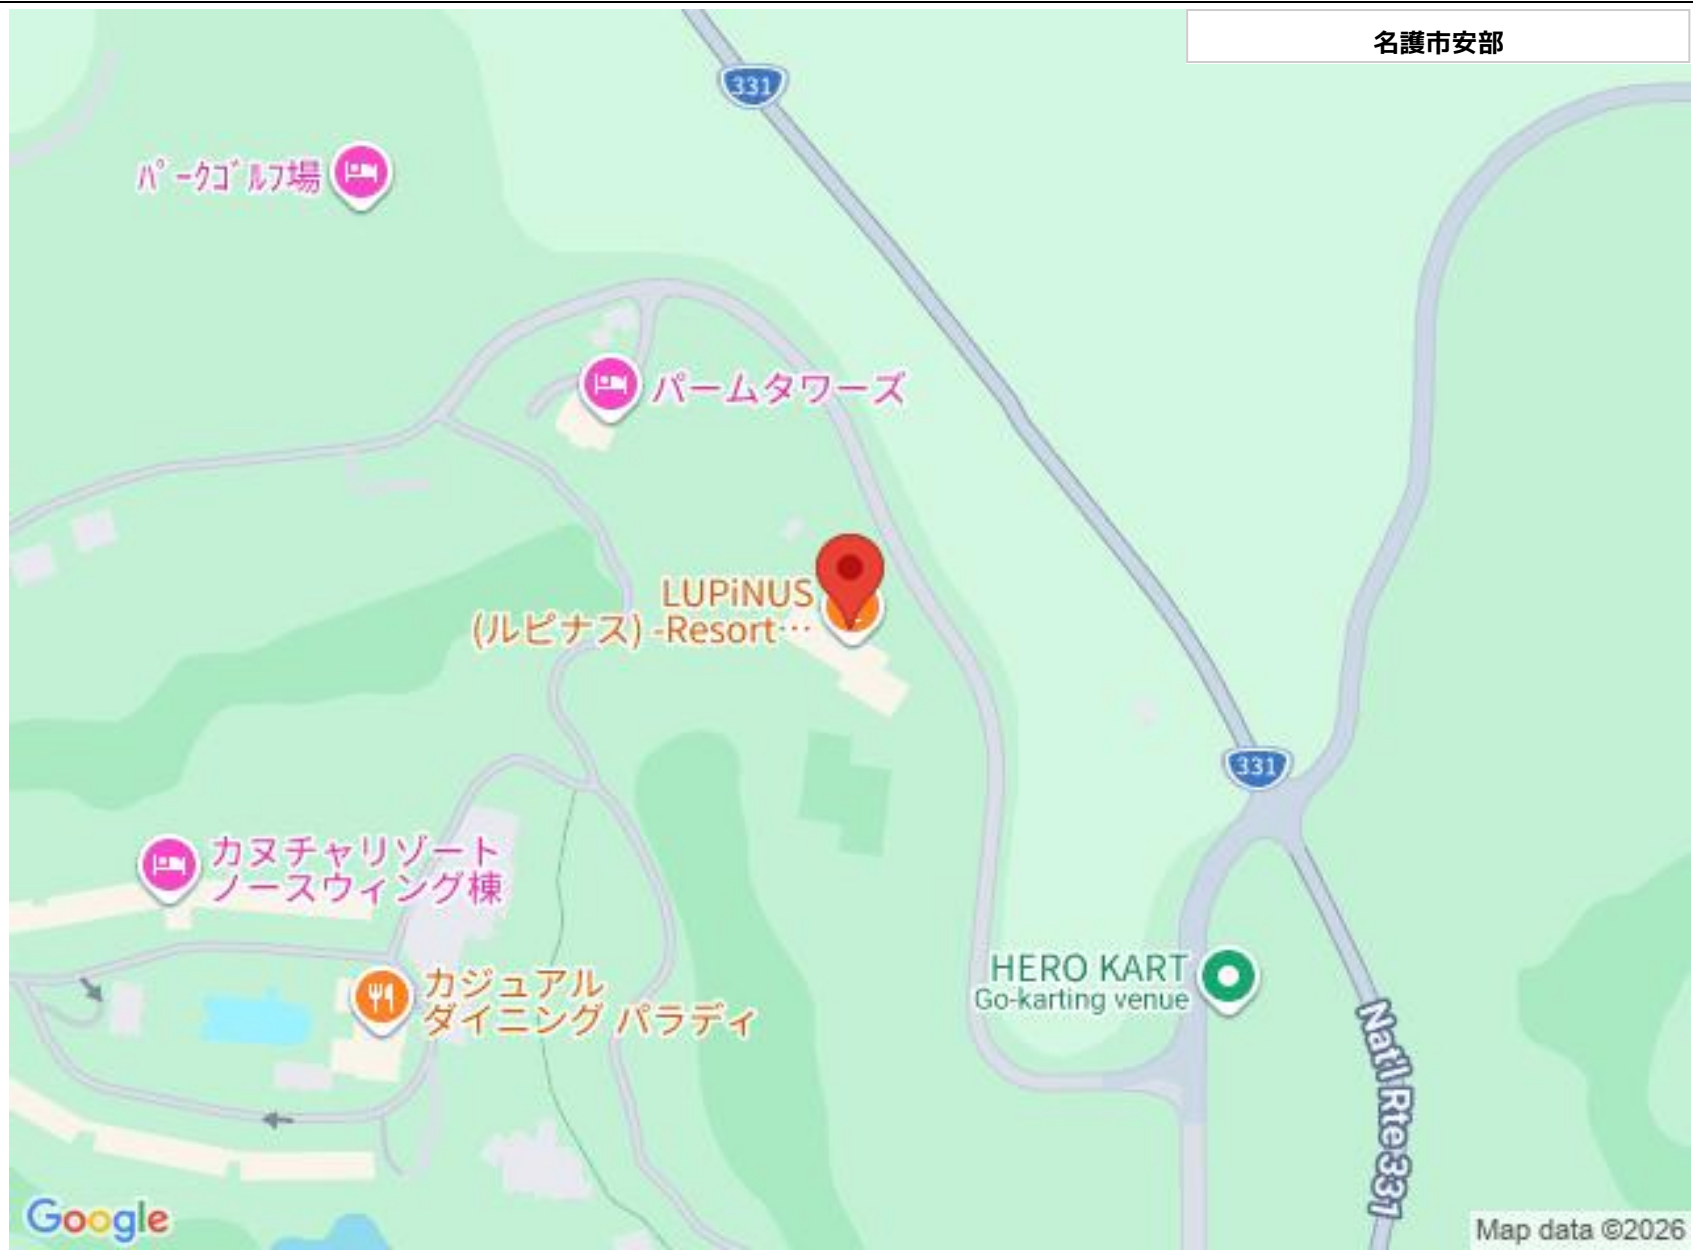 名護市安部
331
パークゴルフ場
パームタワーズ
LUPiNUS
(ルピナス) -Resort…
331
カヌチャリゾート
ノースウィング棟
HERO KART
Go-karting venue
カジュアル
ダイニング パラディ
Nat'l Rte 331
Google
Map data ©2026